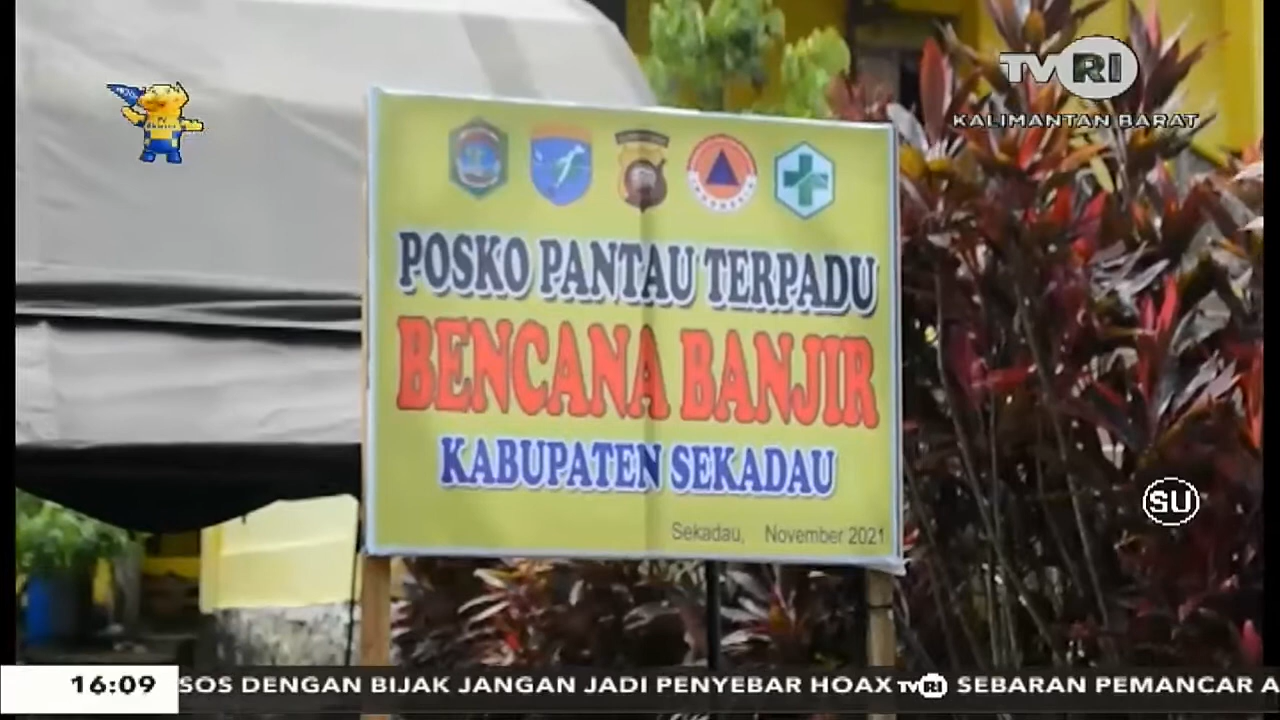 TVRI
KALIMANTAN BARAT
POSKO PANTAU TERPADU
BENCANA BANJIR
KABUPATEN SEKADAU
Sekadau, November 2021
SU
16:09 SOS DENGAN BIJAK JANGAN JADI PENYEBAR HOAX TVRI SEBARAN PEMANCAR A